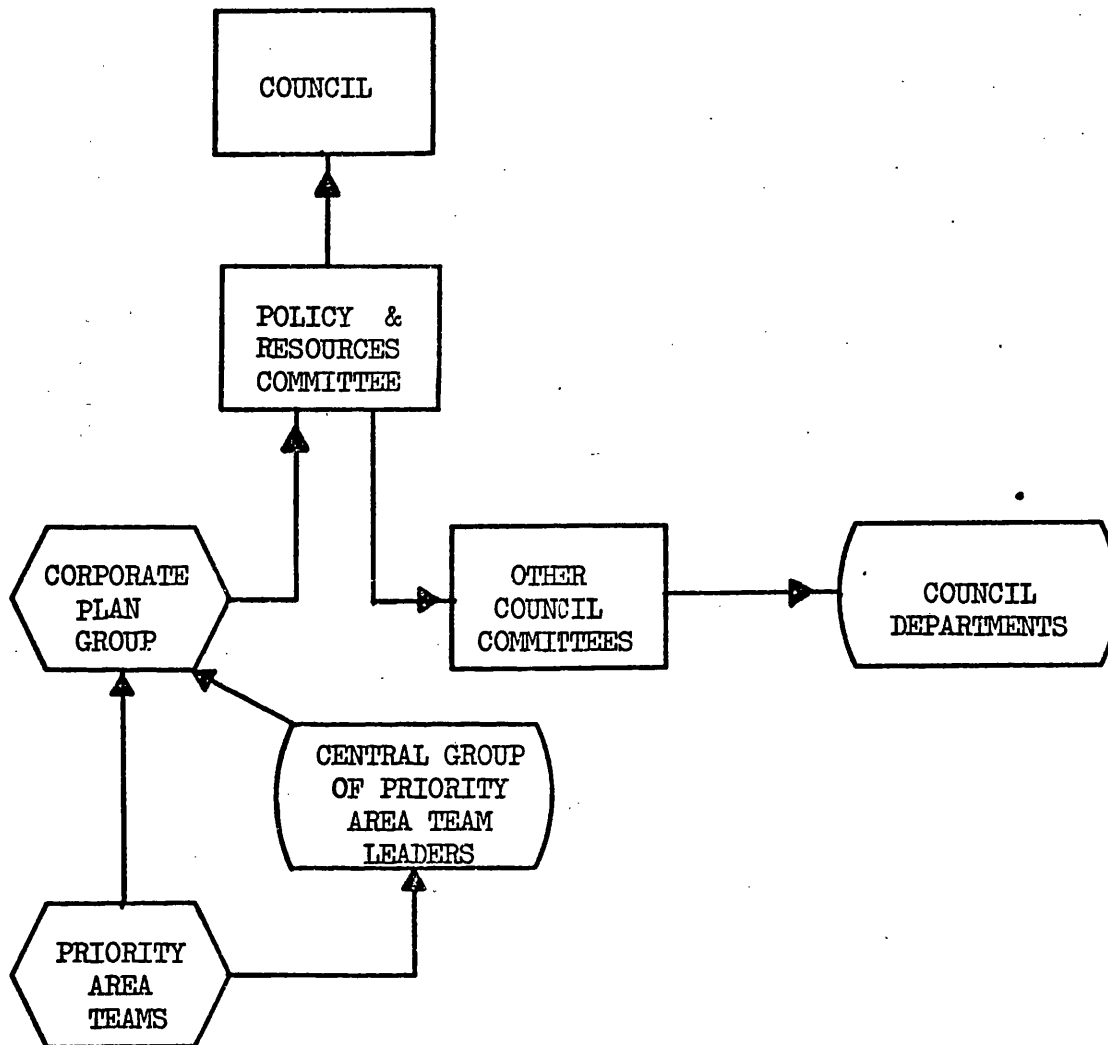 COUNCIL
POLICY &
RESOURCES
COMMITTEE
CORPORATE
PLAN
GROUP
OTHER
COUNCIL
COMMITTEES
COUNCIL
DEPARTMENTS
CENTRAL GROUP
OF PRIORITY
AREA TEAM
LEADERS
PRIORITY
AREA
TEAMS